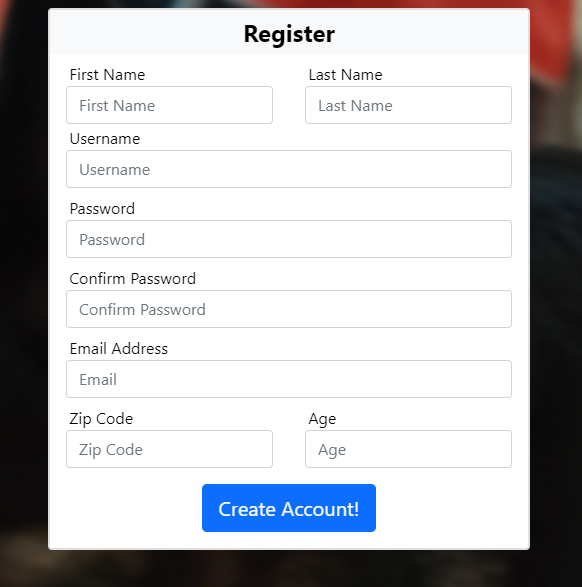 Register
First Name Last Name
First Name Last Name
Username
Username
Password
Password
Confirm Password
Confirm Password
Email Address
Email
Zip Code Age
Zip Code Age
Create Account!